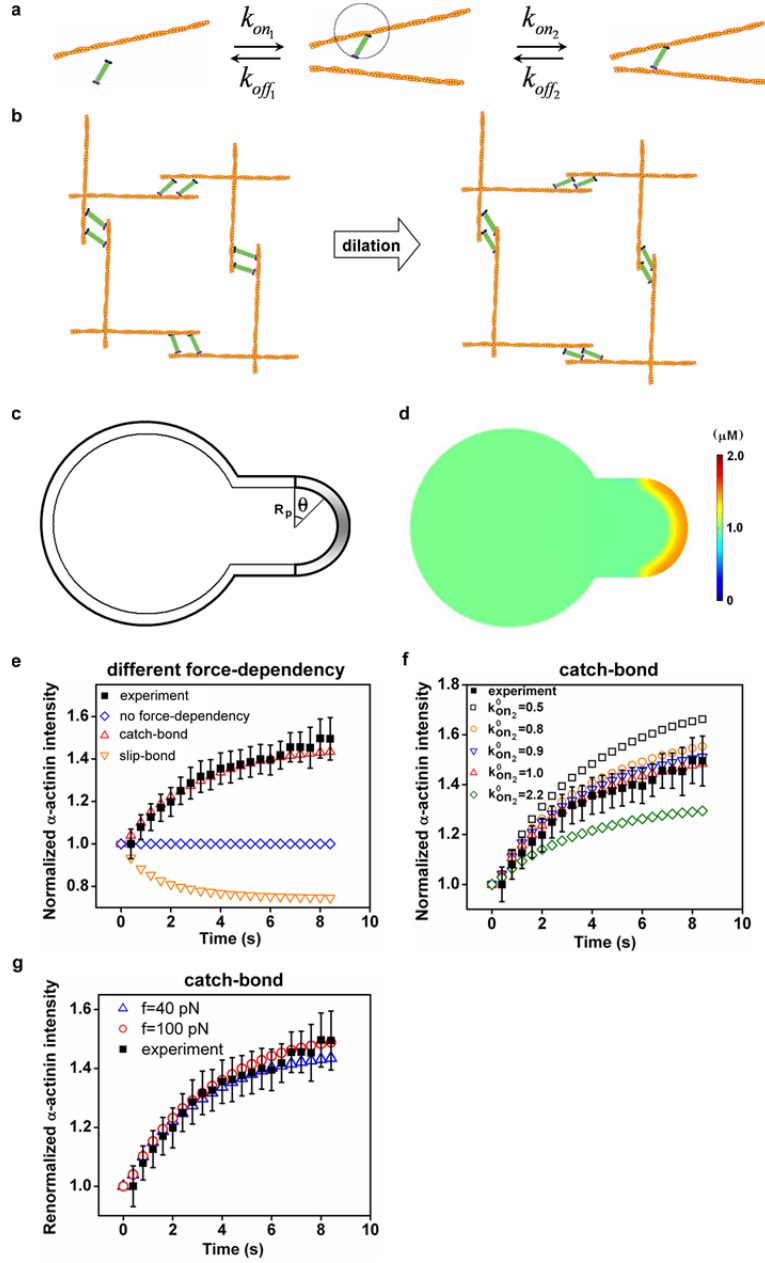 a
k_on₁
k_off₁
k_on₂
k_off₂
b
dilation
c
R_p
θ
d
(μM)
2.0
1.0
0
e
different force-dependency
experiment
no force-dependency
catch-bond
slip-bond
Normalized α-actinin intensity
1.6
1.4
1.2
1.0
0.8
0 2 4 6 8 10
Time (s)
f
catch-bond
experiment
k⁰_on₂=0.5
k⁰_on₂=0.8
k⁰_on₂=0.9
k⁰_on₂=1.0
k⁰_on₂=2.2
Normalized α-actinin intensity
1.8
1.6
1.4
1.2
1.0
0 2 4 6 8 10
Time (s)
g
catch-bond
f=40 pN
f=100 pN
experiment
Renormalized α-actinin intensity
1.6
1.4
1.2
1.0
0 2 4 6 8 10
Time (s)